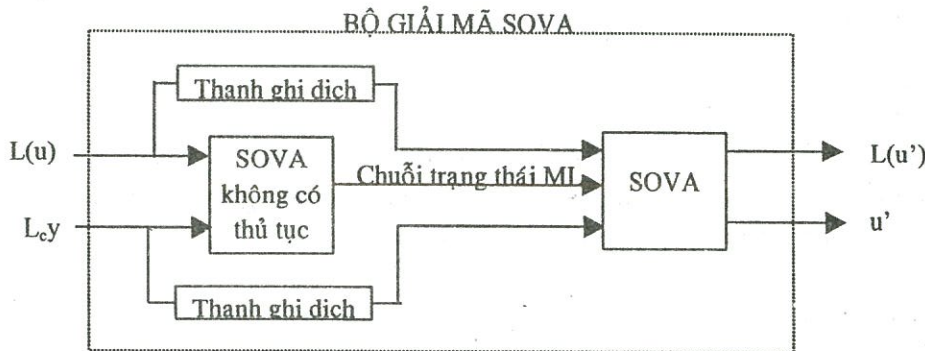 BỘ GIẢI MÃ SOVA
Thanh ghi dịch
L(u)
SOVA
không có
thủ tục
Chuỗi trạng thái ML
SOVA
L(u')
L_cy
u'
Thanh ghi dịch